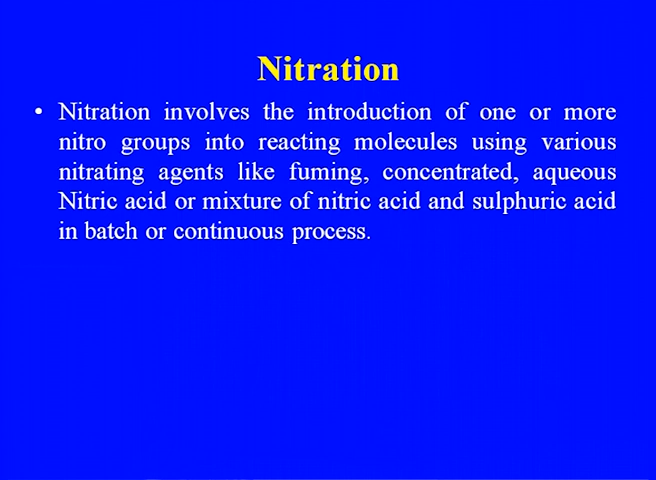 Nitration
• Nitration involves the introduction of one or more
nitro groups into reacting molecules using various
nitrating agents like fuming, concentrated, aqueous
Nitric acid or mixture of nitric acid and sulphuric acid
in batch or continuous process.